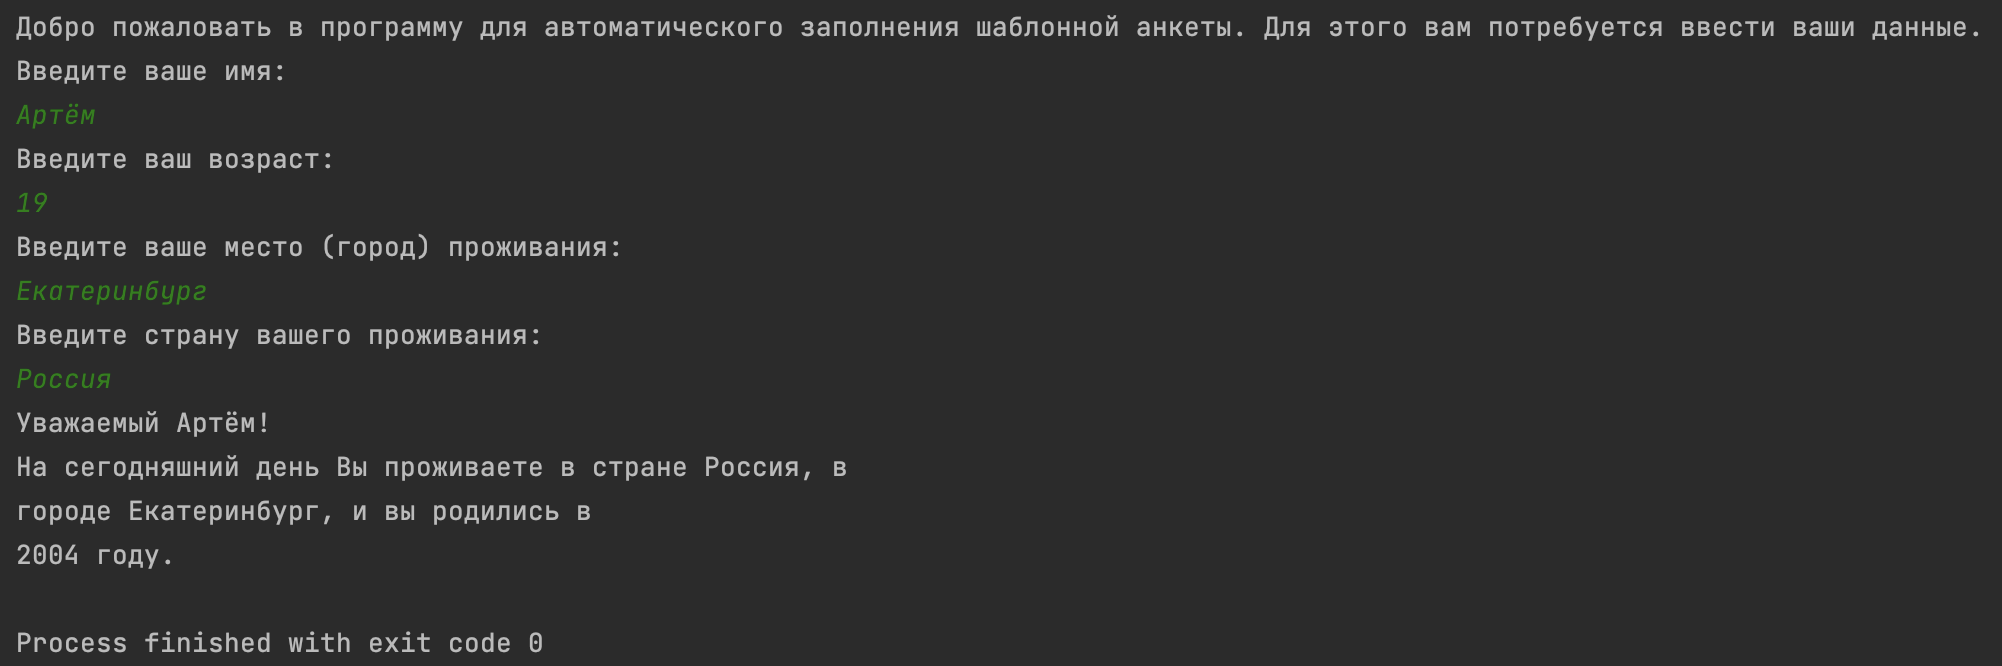 Добро пожаловать в программу для автоматического заполнения шаблонной анкеты. Для этого вам потребуется ввести ваши данные.
Введите ваше имя:
Артём
Введите ваш возраст:
19
Введите ваше место (город) проживания:
Екатеринбург
Введите страну вашего проживания:
Россия
Уважаемый Артём!
На сегодняшний день Вы проживаете в стране Россия, в
городе Екатеринбург, и вы родились в
2004 году.
Process finished with exit code 0